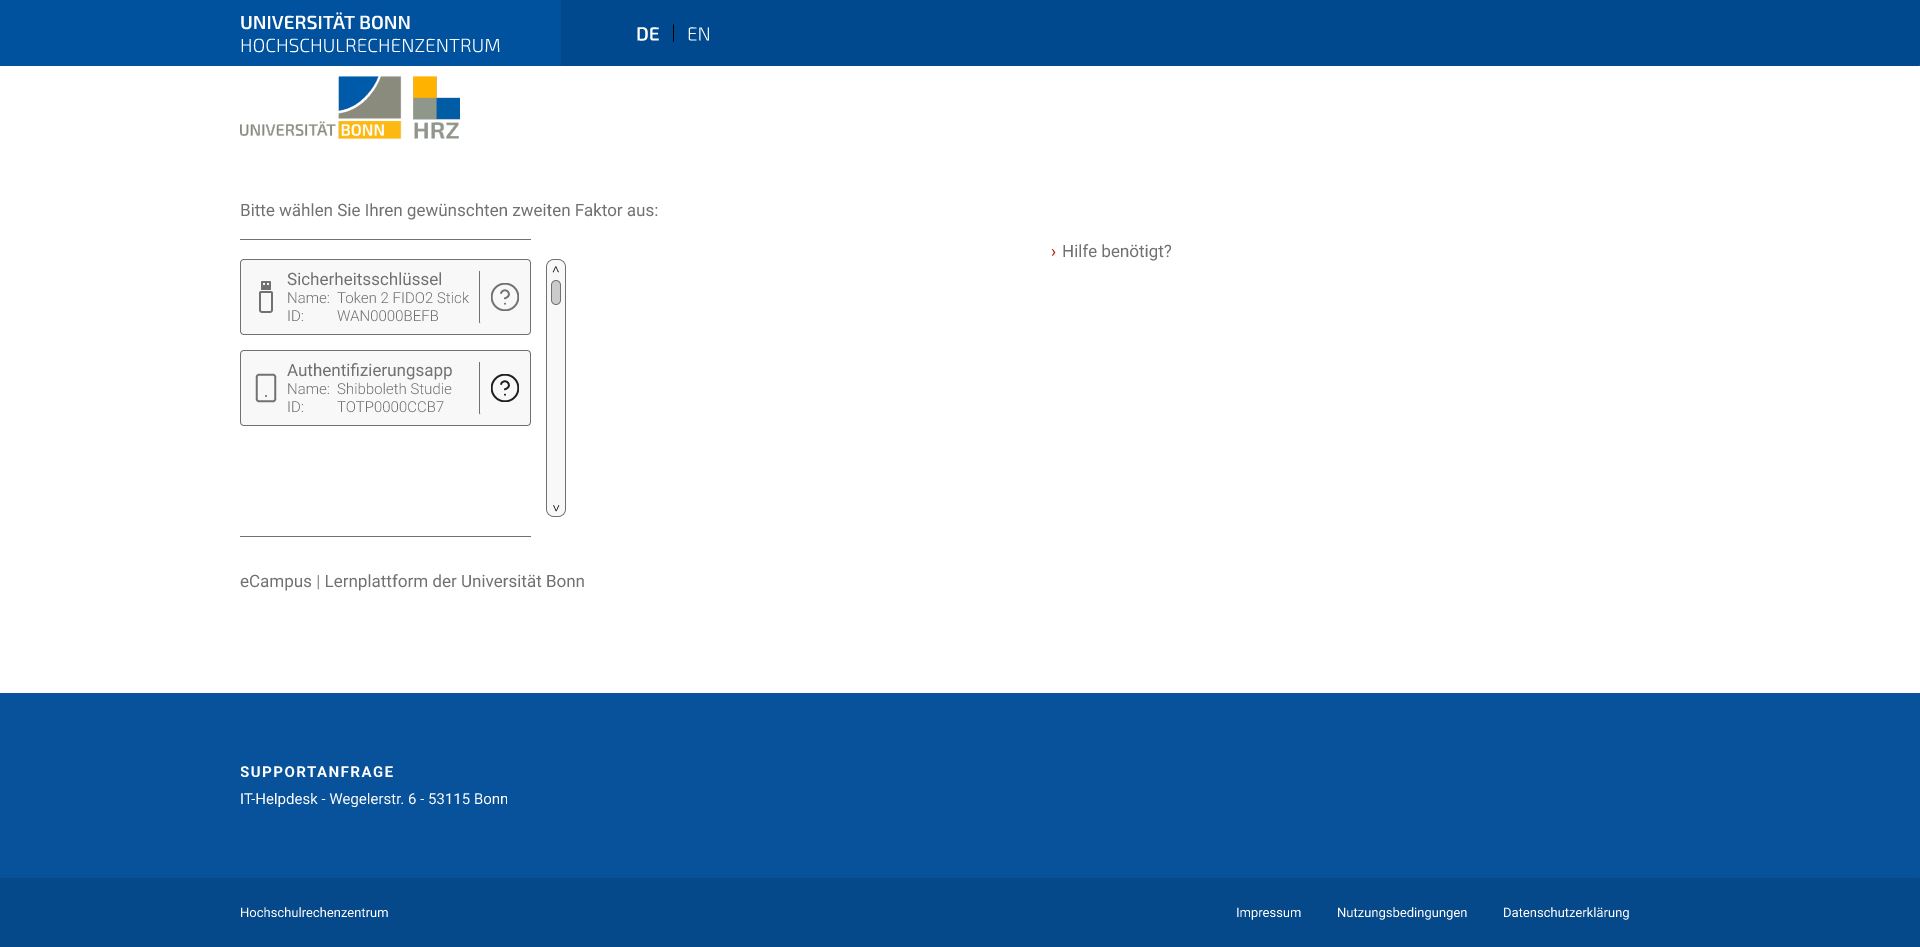 UNIVERSITÄT BONN
HOCHSCHULRECHENZENTRUM
DE | EN
UNIVERSITÄT BONN HRZ
Bitte wählen Sie Ihren gewünschten zweiten Faktor aus:
› Hilfe benötigt?
Sicherheitsschlüssel
Name: Token 2 FIDO2 Stick
ID: WAN0000BEFB
?
Authentifizierungsapp
Name: Shibboleth Studie
ID: TOTP0000CCB7
?
eCampus | Lernplattform der Universität Bonn
SUPPORTANFRAGE
IT-Helpdesk - Wegelerstr. 6 - 53115 Bonn
Hochschulrechenzentrum
Impressum Nutzungsbedingungen Datenschutzerklärung